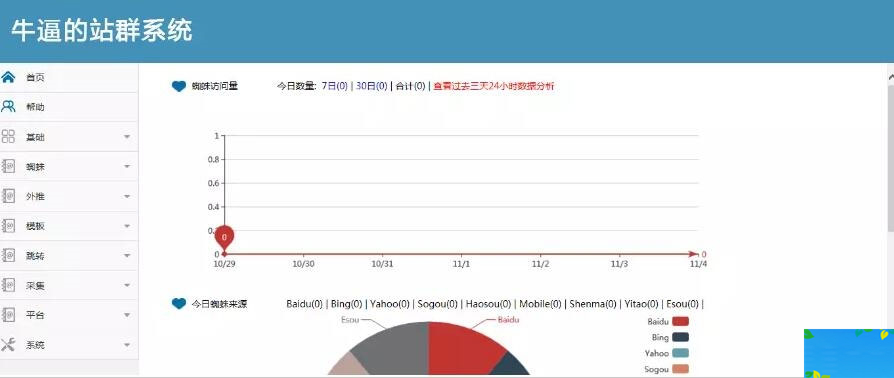 牛逼的站群系统
首页
帮助
基础
蜘蛛
外推
模板
跳转
采集
平台
系统
蜘蛛访问量 今日数量: 7日(0) | 30日(0) | 合计(0) | 查看过去三天24小时数据分析
1
0.8
0.6
0.4
0.2
0
0
0
10/29 10/30 10/31 11/1 11/2 11/3 11/4
今日蜘蛛来源 Baidu(0) | Bing(0) | Yahoo(0) | Sogou(0) | Haosou(0) | Mobile(0) | Shenma(0) | Yitao(0) | Esou(0) |
Esou Baidu
Baidu
Bing
Yahoo
Sogou